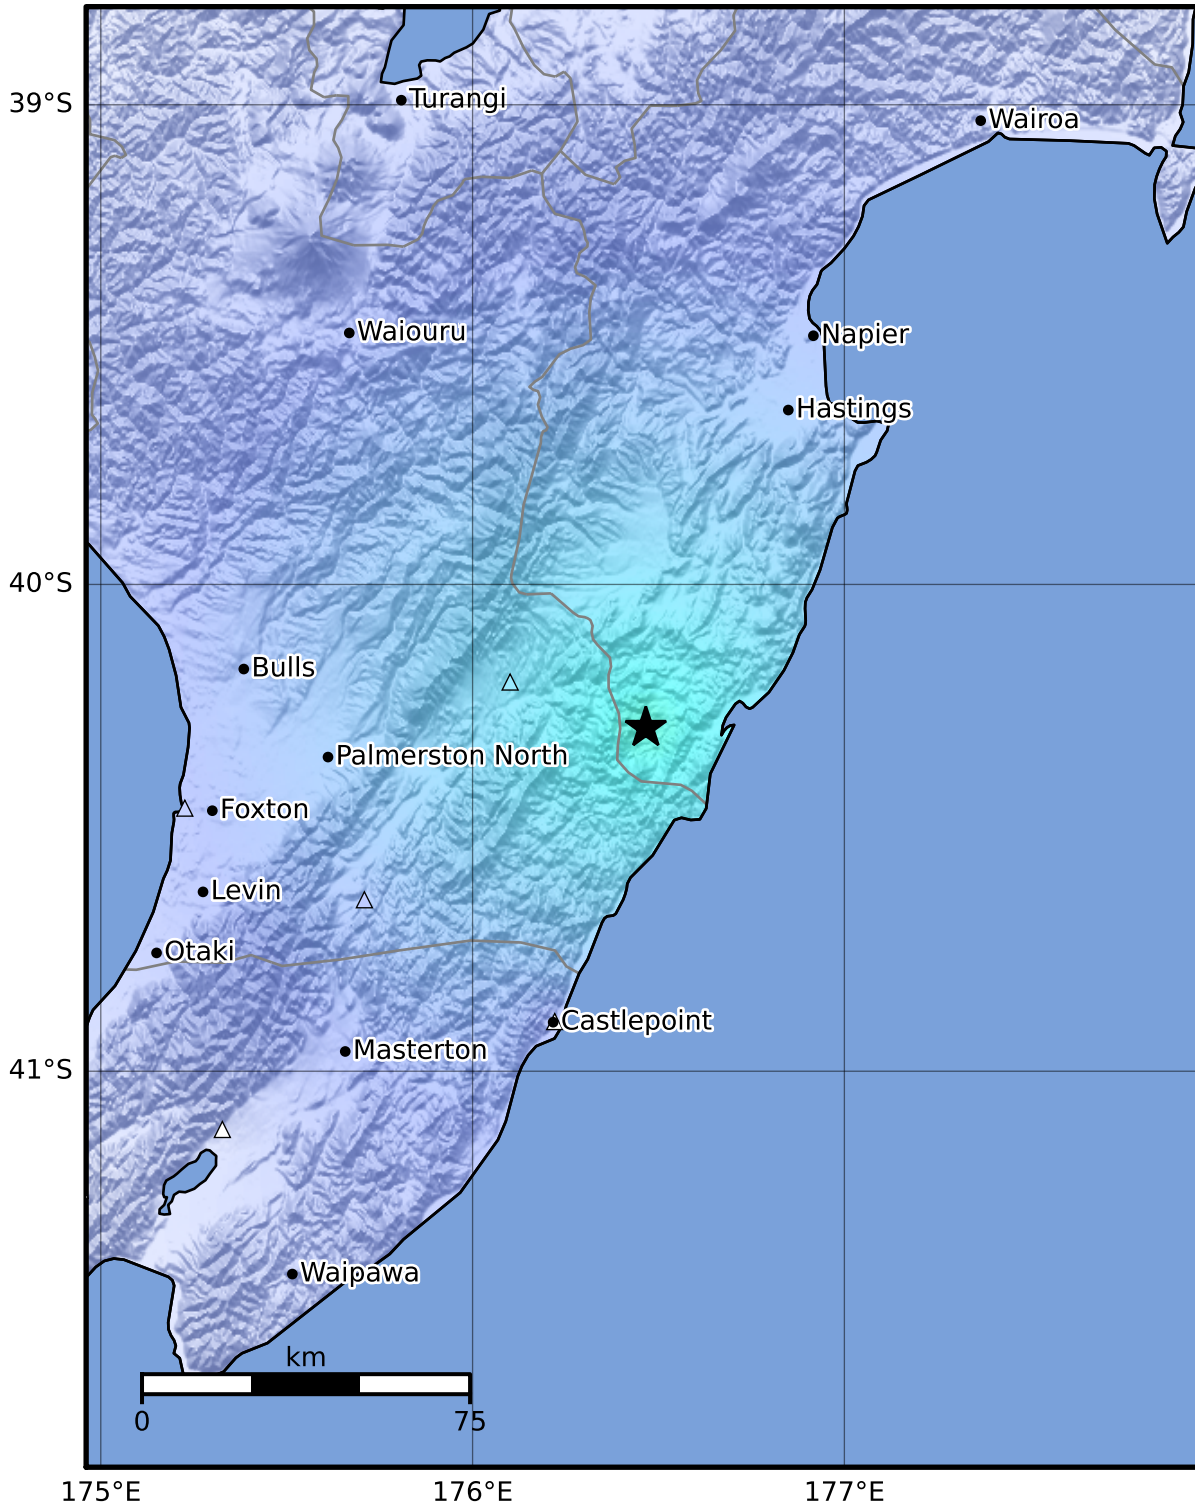 Turangi
39°S
Wairoa
Waiouru
Napier
Hastings
40°S
Bulls
Palmerston North
Foxton
Levin
Otaki
Castlepoint
Masterton
41°S
Waipawa
km
0 75
175°E 176°E 177°E